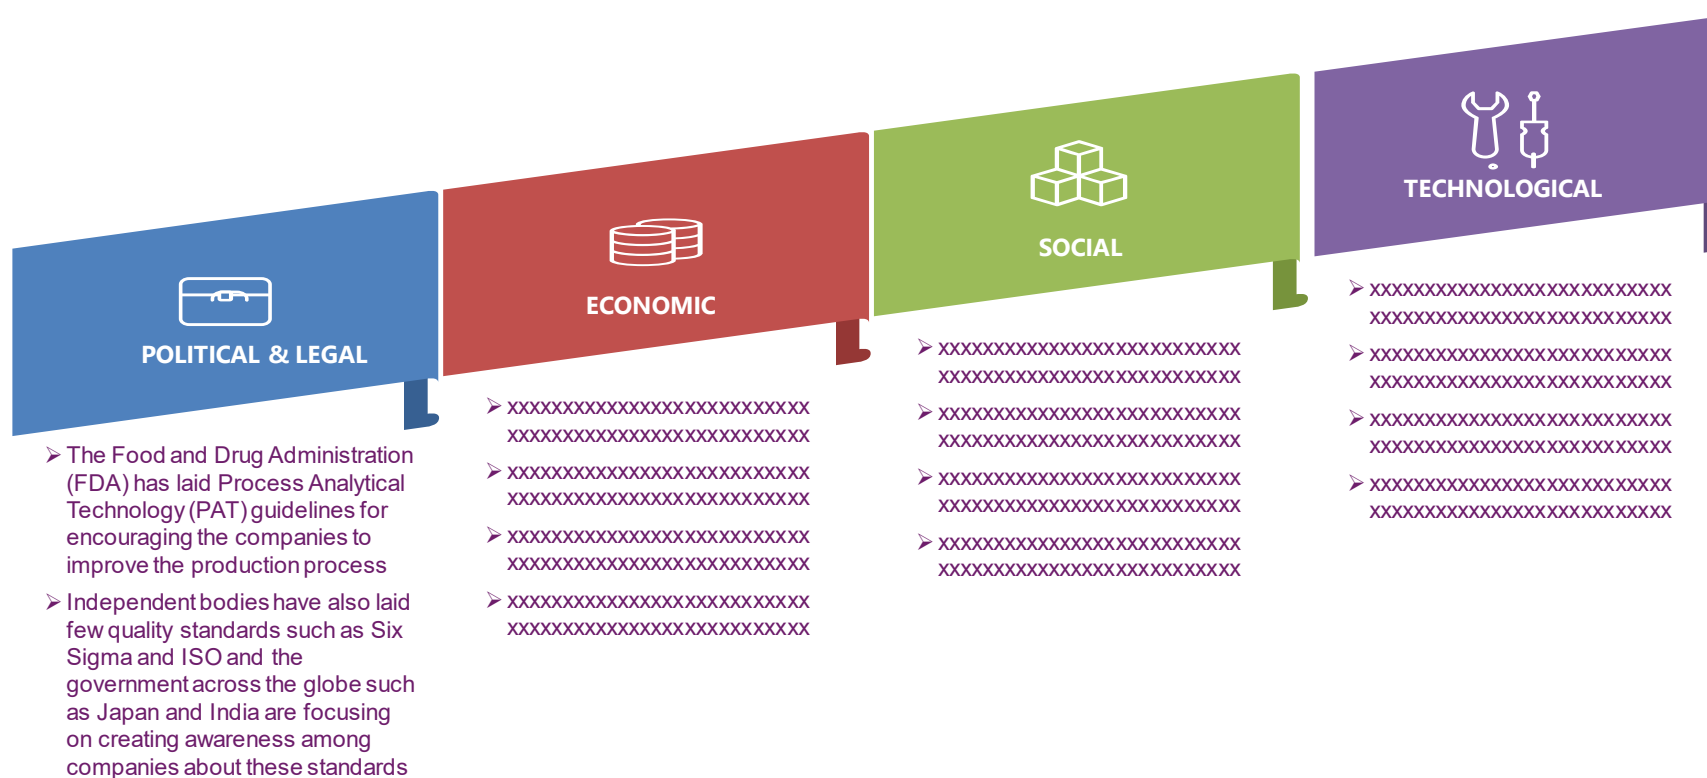 POLITICAL & LEGAL
➢ The Food and Drug Administration
(FDA) has laid Process Analytical
Technology (PAT) guidelines for
encouraging the companies to
improve the production process
➢ Independent bodies have also laid
few quality standards such as Six
Sigma and ISO and the
government across the globe such
as Japan and India are focusing
on creating awareness among
companies about these standards
ECONOMIC
➢ xxxxxxxxxxxxxxxxxxxxxxxxxxx
xxxxxxxxxxxxxxxxxxxxxxxxxxx
➢ xxxxxxxxxxxxxxxxxxxxxxxxxxx
xxxxxxxxxxxxxxxxxxxxxxxxxxx
➢ xxxxxxxxxxxxxxxxxxxxxxxxxxx
xxxxxxxxxxxxxxxxxxxxxxxxxxx
➢ xxxxxxxxxxxxxxxxxxxxxxxxxxx
xxxxxxxxxxxxxxxxxxxxxxxxxxx
SOCIAL
➢ xxxxxxxxxxxxxxxxxxxxxxxxxxx
xxxxxxxxxxxxxxxxxxxxxxxxxxx
➢ xxxxxxxxxxxxxxxxxxxxxxxxxxx
xxxxxxxxxxxxxxxxxxxxxxxxxxx
➢ xxxxxxxxxxxxxxxxxxxxxxxxxxx
xxxxxxxxxxxxxxxxxxxxxxxxxxx
➢ xxxxxxxxxxxxxxxxxxxxxxxxxxx
xxxxxxxxxxxxxxxxxxxxxxxxxxx
TECHNOLOGICAL
➢ xxxxxxxxxxxxxxxxxxxxxxxxxxx
xxxxxxxxxxxxxxxxxxxxxxxxxxx
➢ xxxxxxxxxxxxxxxxxxxxxxxxxxx
xxxxxxxxxxxxxxxxxxxxxxxxxxx
➢ xxxxxxxxxxxxxxxxxxxxxxxxxxx
xxxxxxxxxxxxxxxxxxxxxxxxxxx
➢ xxxxxxxxxxxxxxxxxxxxxxxxxxx
xxxxxxxxxxxxxxxxxxxxxxxxxxx